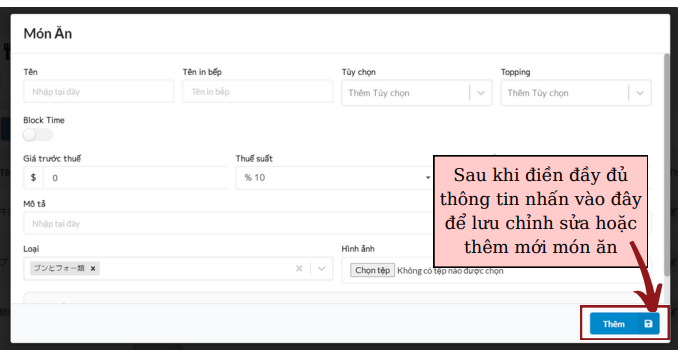 Món Ăn
Tên Tên in bếp Tùy chọn Topping
Nhập tại đây Tên in bếp Thêm Tùy chọn Thêm Tùy chọn
Block Time
Giá trước thuế Thuế suất
$ 0 % 10
Mô tả
Nhập tại đây
Loại Hình ảnh
ブンとフォー類 x X Chọn tệp Không có tệp nào được chọn
Sau khi điền đầy đủ
thông tin nhấn vào đây
để lưu chỉnh sửa hoặc
thêm mới món ăn
Thêm